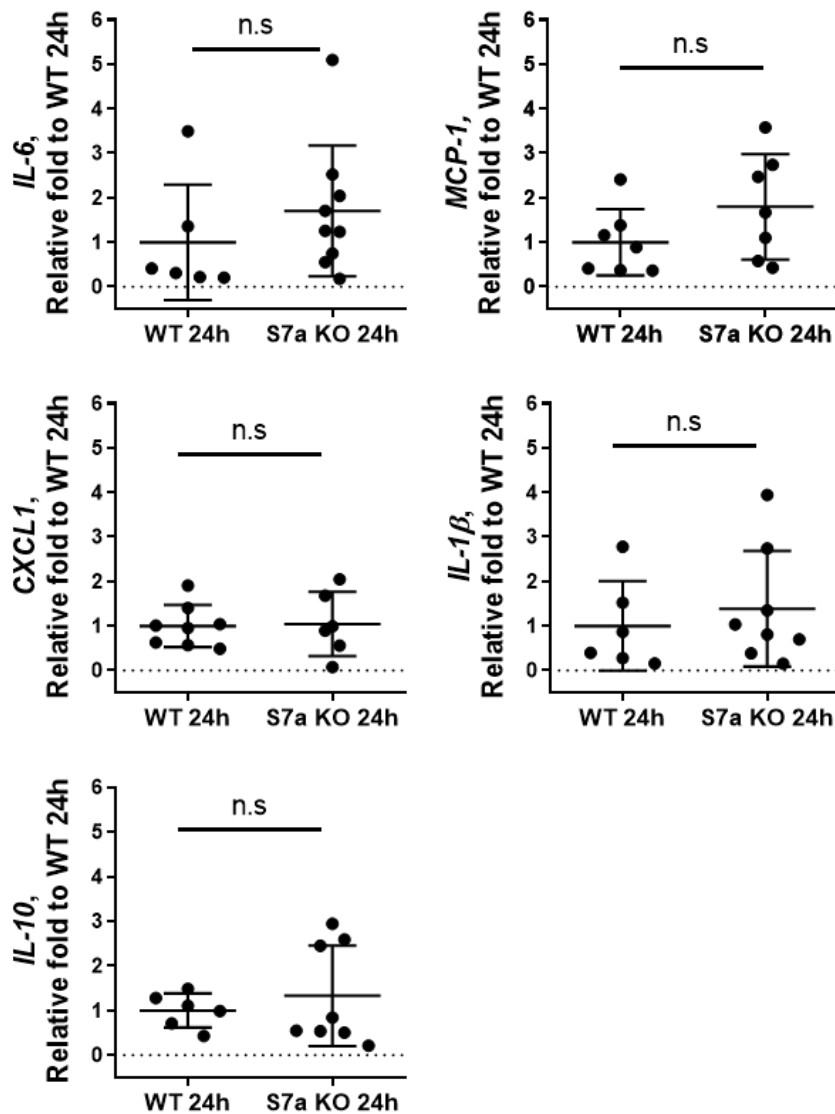 IL-6,
Relative fold to WT 24h
6
5
4
3
2
1
0
n.s
WT 24h
S7a KO 24h
MCP-1,
Relative fold to WT 24h
6
5
4
3
2
1
0
n.s
WT 24h
S7a KO 24h
CXCL1,
Relative fold to WT 24h
6
5
4
3
2
1
0
n.s
WT 24h
S7a KO 24h
IL-1β,
Relative fold to WT 24h
6
5
4
3
2
1
0
n.s
WT 24h
S7a KO 24h
IL-10,
Relative fold to WT 24h
6
5
4
3
2
1
0
n.s
WT 24h
S7a KO 24h